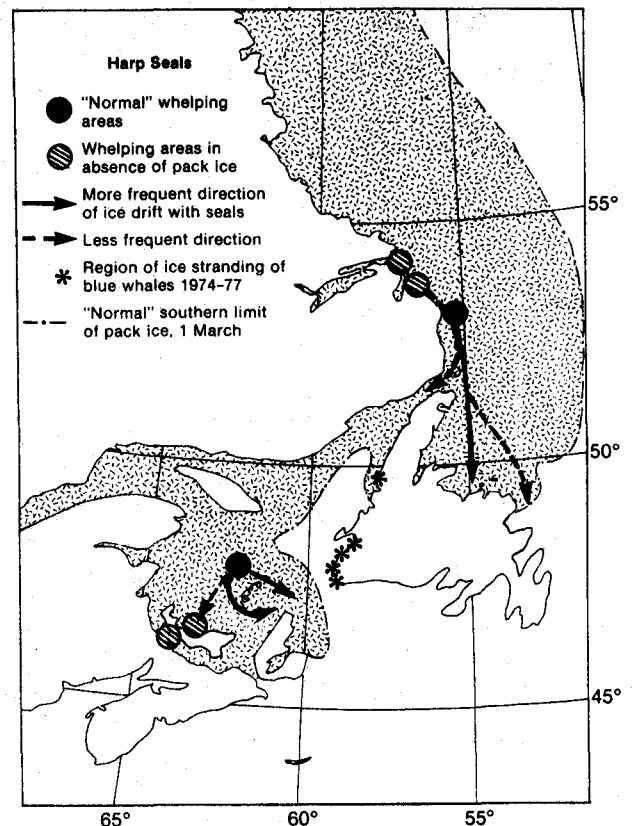 Harp Seals
"Normal" whelping
areas
Whelping areas in
absence of pack ice
More frequent direction
of ice drift with seals
Less frequent direction
Region of ice stranding of
blue whales 1974-77
"Normal" southern limit
of pack ice, 1 March
55°
50°
45°
65°
60°
55°